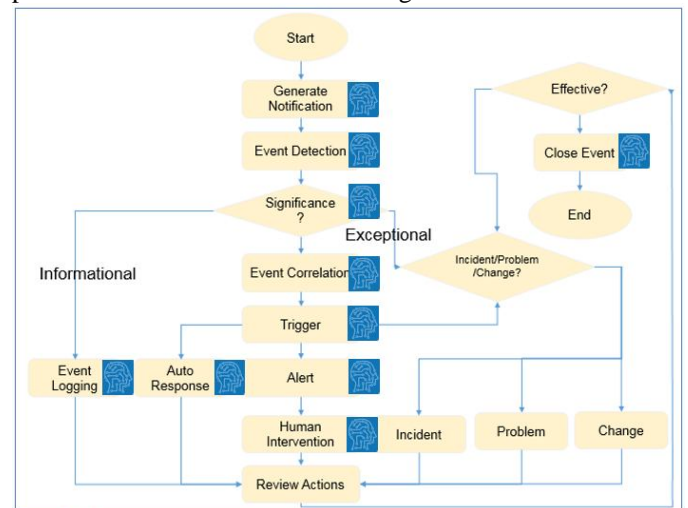 Start
Generate
Notification
Event Detection
Significance
?
Exceptional
Informational
Event Correlation
Trigger
Event
Logging
Auto
Response
Alert
Human
Intervention
Review Actions
Effective?
Close Event
End
Incident/Problem
/Change?
Incident
Problem
Change